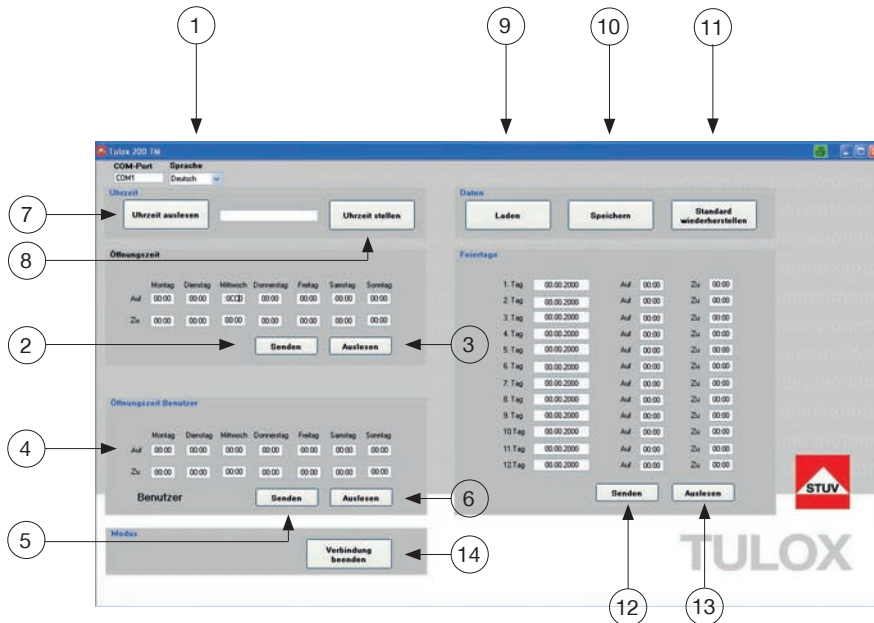 1
9
10
11
Tulox 200 TM
COM-Port Sprache
COM1 Deutsch
Uhrzeit
Uhrzeit auslesen
Uhrzeit stellen
7
8
Daten
Laden
Speichern
Standard
wiederherstellen
Öffnungszeit
Montag Dienstag Mittwoch Donnerstag Freitag Samstag Sonntag
Auf 00:00 00:00 00:00 00:00 00:00 00:00
Zu 00:00 00:00 00:00 00:00 00:00 00:00 00:00
2
Senden
Auslesen
3
Öffnungszeit Benutzer
Montag Dienstag Mittwoch Donnerstag Freitag Samstag Sonntag
4
Auf 00:00 00:00 00:00 00:00 00:00 00:00 00:00
Zu 00:00 00:00 00:00 00:00 00:00 00:00 00:00
Benutzer
Senden
Auslesen
6
5
Modus
Verbindung
beenden
14
Feiertage
1. Tag 00.00.2000 Auf 00:00 Zu 00:00
2. Tag 00.00.2000 Auf 00:00 Zu 00:00
3. Tag 00.00.2000 Auf 00:00 Zu 00:00
4. Tag 00.00.2000 Auf 00:00 Zu 00:00
5. Tag 00.00.2000 Auf 00:00 Zu 00:00
6. Tag 00.00.2000 Auf 00:00 Zu 00:00
7. Tag 00.00.2000 Auf 00:00 Zu 00:00
8. Tag 00.00.2000 Auf 00:00 Zu 00:00
9. Tag 00.00.2000 Auf 00:00 Zu 00:00
10.Tag 00.00.2000 Auf 00:00 Zu 00:00
11.Tag 00.00.2000 Auf 00:00 Zu 00:00
12.Tag 00.00.2000 Auf 00:00 Zu 00:00
Senden
Auslesen
12
13
STUV
TULOX